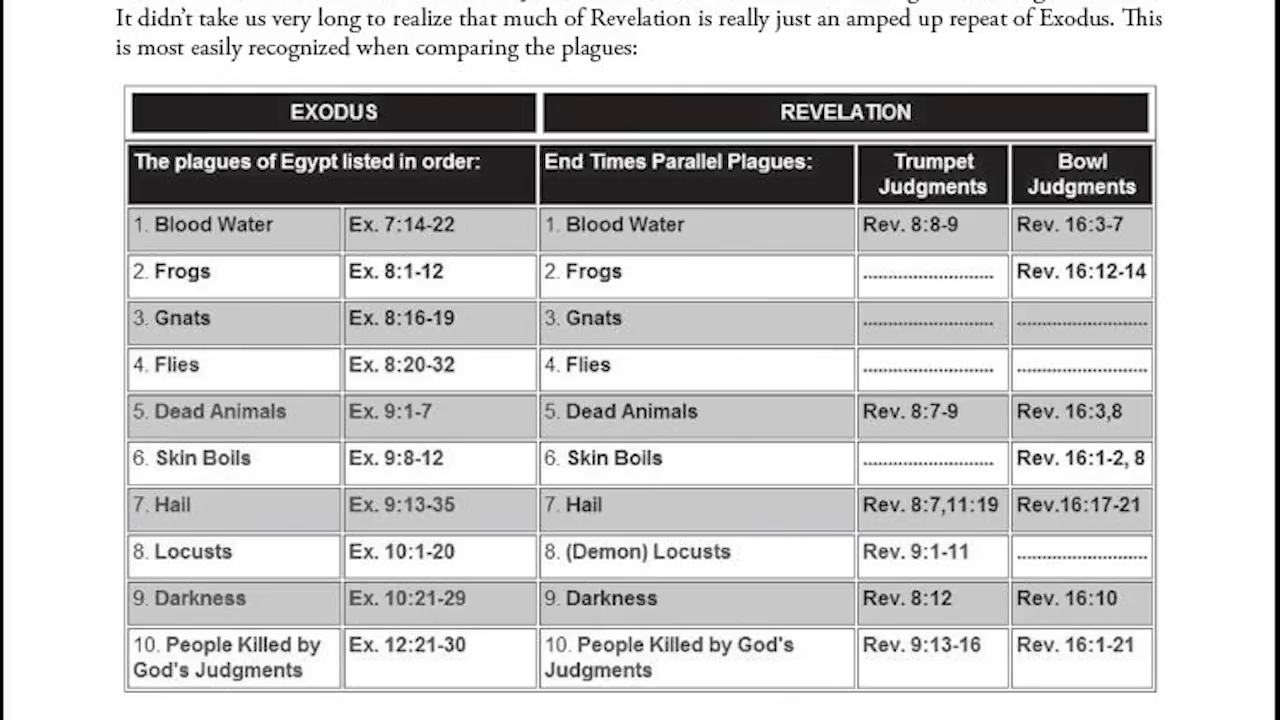 It didn't take us very long to realize that much of Revelation is really just an amped up repeat of Exodus. This
is most easily recognized when comparing the plagues:
EXODUS REVELATION
The plagues of Egypt listed in order: End Times Parallel Plagues: Trumpet Judgments Bowl Judgments
1. Blood Water Ex. 7:14-22 1. Blood Water Rev. 8:8-9 Rev. 16:3-7
2. Frogs Ex. 8:1-12 2. Frogs ............................ Rev. 16:12-14
3. Gnats Ex. 8:16-19 3. Gnats ............................ ............................
4. Flies Ex. 8:20-32 4. Flies ............................ ............................
5. Dead Animals Ex. 9:1-7 5. Dead Animals Rev. 8:7-9 Rev. 16:3,8
6. Skin Boils Ex. 9:8-12 6. Skin Boils ............................ Rev. 16:1-2, 8
7. Hail Ex. 9:13-35 7. Hail Rev. 8:7,11:19 Rev.16:17-21
8. Locusts Ex. 10:1-20 8. (Demon) Locusts Rev. 9:1-11 ............................
9. Darkness Ex. 10:21-29 9. Darkness Rev. 8:12 Rev. 16:10
10. People Killed by God's Judgments Ex. 12:21-30 10. People Killed by God's Judgments Rev. 9:13-16 Rev. 16:1-21